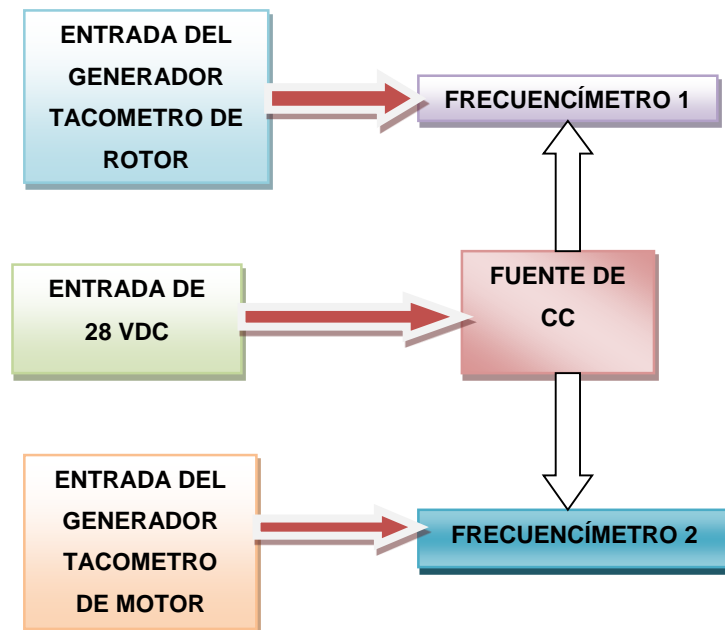 ENTRADA DEL
GENERADOR
TACOMETRO DE
ROTOR
FRECUENCÍMETRO 1
ENTRADA DE
28 VDC
FUENTE DE
CC
ENTRADA DEL
GENERADOR
TACOMETRO
DE MOTOR
FRECUENCÍMETRO 2